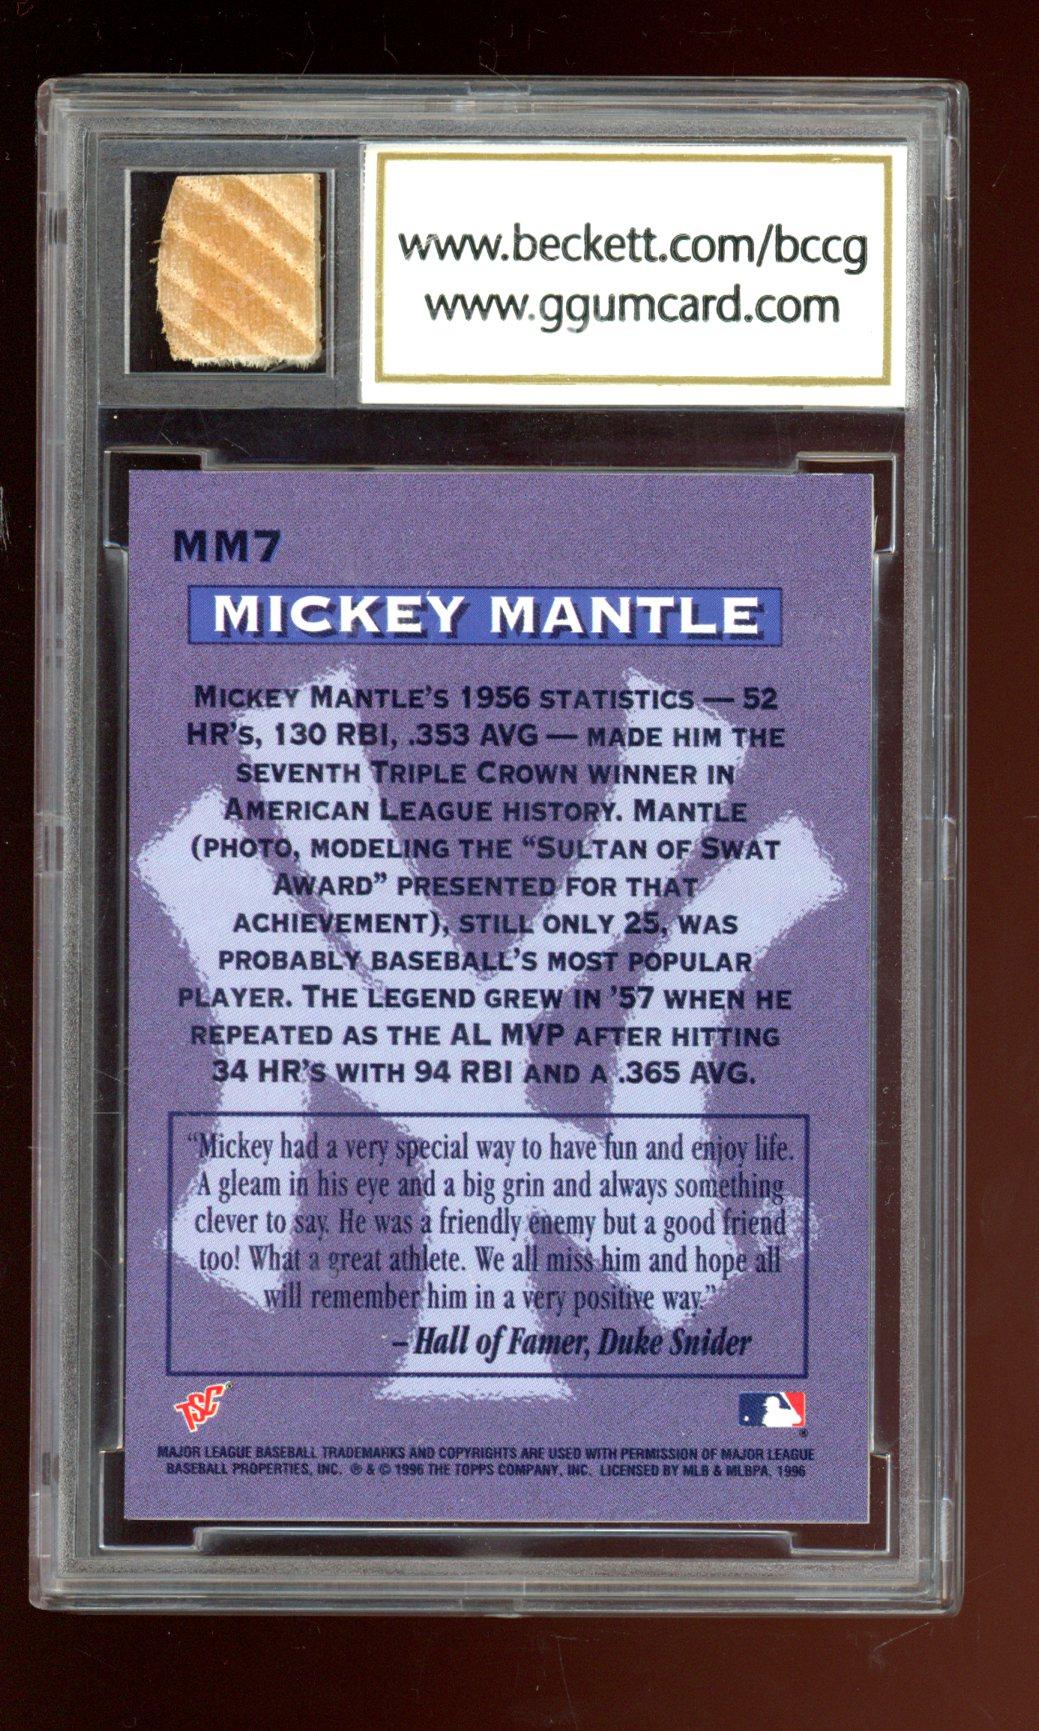 www.beckett.com/bccg
www.ggumcard.com
MM7
MICKEY MANTLE
MICKEY MANTLE'S 1956 STATISTICS — 52
HR'S, 130 RBI, .353 AVG — MADE HIM THE
SEVENTH TRIPLE CROWN WINNER IN
AMERICAN LEAGUE HISTORY. MANTLE
(PHOTO, MODELING THE “SULTAN OF SWAT
AWARD” PRESENTED FOR THAT
ACHIEVEMENT), STILL ONLY 25, WAS
PROBABLY BASEBALL'S MOST POPULAR
PLAYER. THE LEGEND GREW IN '57 WHEN HE
REPEATED AS THE AL MVP AFTER HITTING
34 HR'S WITH 94 RBI AND A .365 AVG.
“Mickey had a very special way to have fun and enjoy life.
A gleam in his eye and a big grin and always something
clever to say. He was a friendly enemy but a good friend
too! What a great athlete. We all miss him and hope all
will remember him in a very positive way.”
– Hall of Famer, Duke Snider
TSC
MAJOR LEAGUE BASEBALL TRADEMARKS AND COPYRIGHTS ARE USED WITH PERMISSION OF MAJOR LEAGUE
BASEBALL PROPERTIES, INC. ® & © 1996 THE TOPPS COMPANY, INC. LICENSED BY MLB & MLBPA, 1996